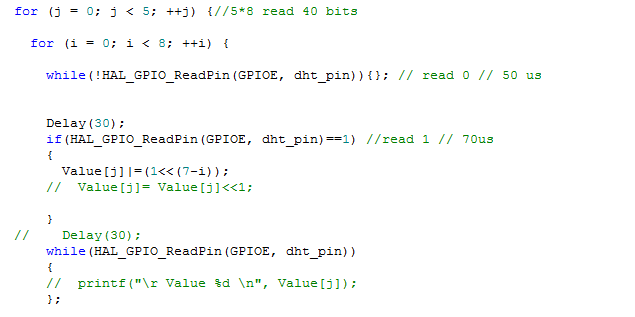 for (j = 0; j < 5; ++j) {//5*8 read 40 bits
for (i = 0; i < 8; ++i) {
while(!HAL_GPIO_ReadPin(GPIOE, dht_pin)){}; // read 0 // 50 us
Delay(30);
if(HAL_GPIO_ReadPin(GPIOE, dht_pin)==1) //read 1 // 70us
{
Value[j]|=(1<<(7-i));
// Value[j]= Value[j]<<1;
}
// Delay(30);
while(HAL_GPIO_ReadPin(GPIOE, dht_pin))
{
// printf("\r Value %d \n", Value[j]);
};